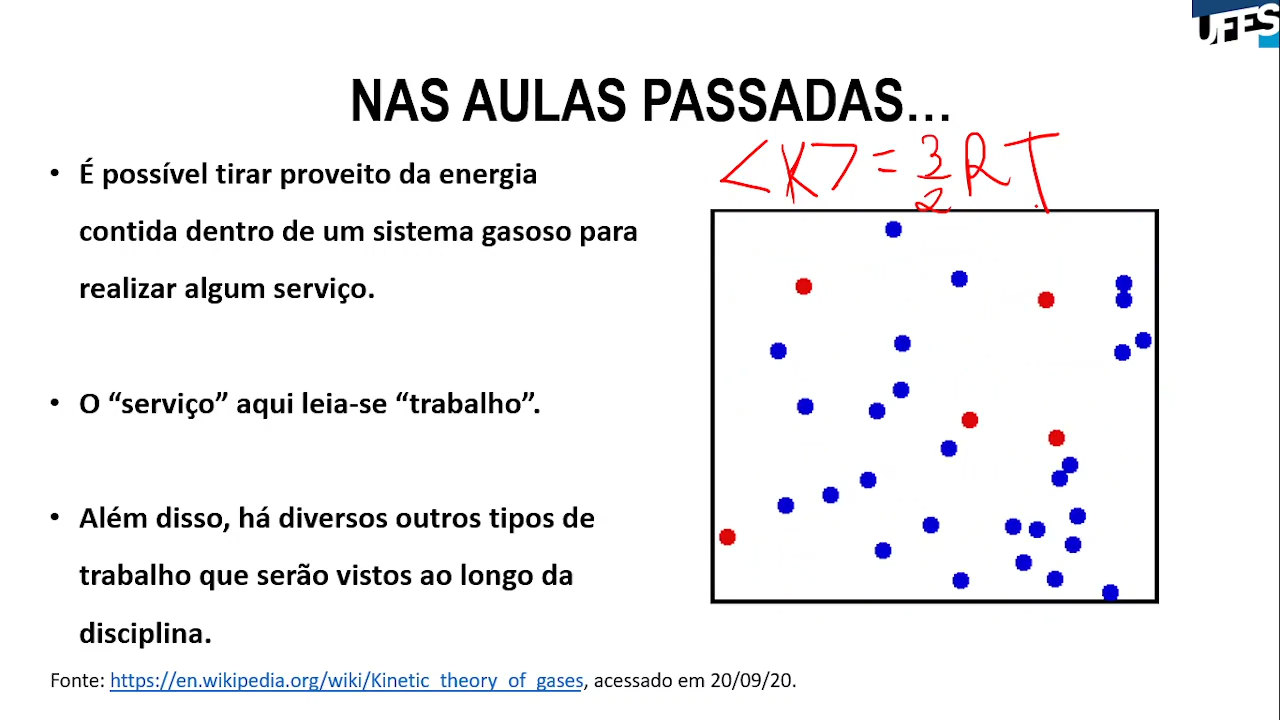 UFES
NAS AULAS PASSADAS…
<K> = 3/2 RT
• É possível tirar proveito da energia
contida dentro de um sistema gasoso para
realizar algum serviço.
• O “serviço” aqui leia-se “trabalho”.
• Além disso, há diversos outros tipos de
trabalho que serão vistos ao longo da
disciplina.
Fonte: https://en.wikipedia.org/wiki/Kinetic_theory_of_gases, acessado em 20/09/20.